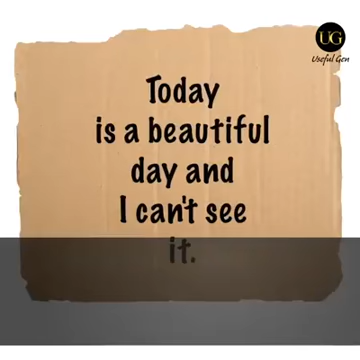 UG
Useful Gen
Today
is a beautiful
day and
I can't see
it.